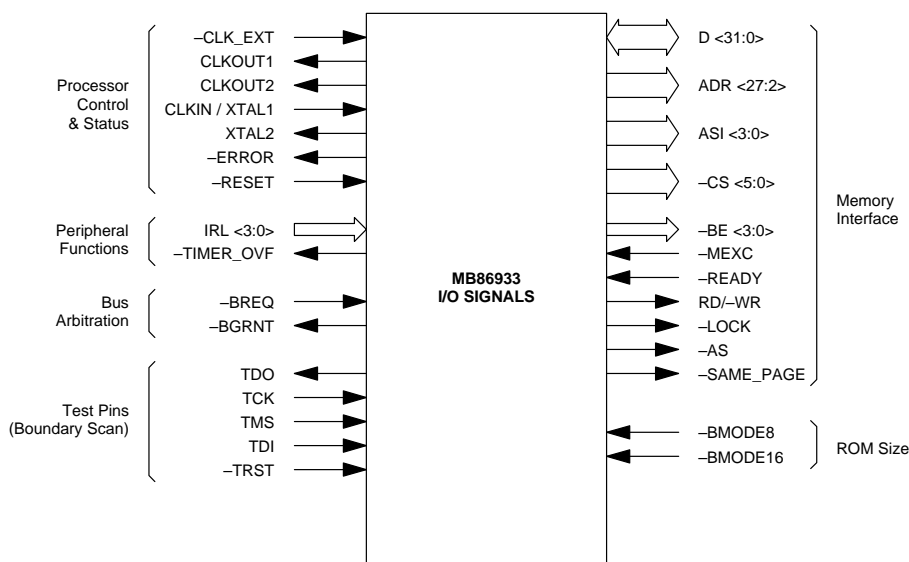 Processor
Control
& Status
–CLK_EXT
CLKOUT1
CLKOUT2
CLKIN / XTAL1
XTAL2
–ERROR
–RESET
Peripheral
Functions
IRL <3:0>
–TIMER_OVF
Bus
Arbitration
–BREQ
–BGRNT
Test Pins
(Boundary Scan)
TDO
TCK
TMS
TDI
–TRST
MB86933
I/O SIGNALS
D <31:0>
ADR <27:2>
ASI <3:0>
–CS <5:0>
–BE <3:0>
–MEXC
–READY
RD/–WR
–LOCK
–AS
–SAME_PAGE
Memory
Interface
–BMODE8
–BMODE16
ROM Size